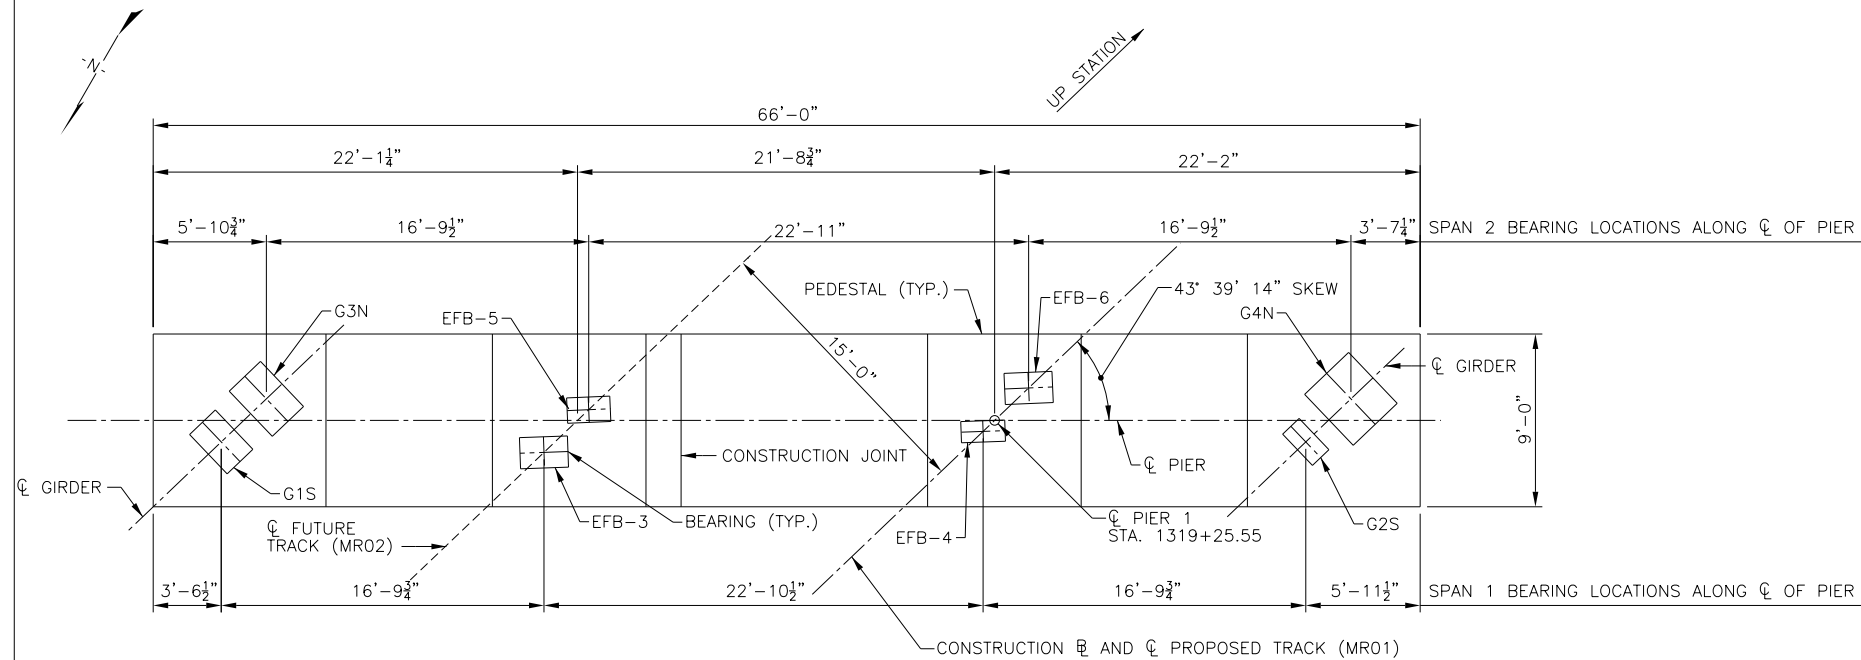 -N-
UP STATION
66'-0"
22'-1¼"
21'-8¾"
22'-2"
5'-10¾"
16'-9½"
22'-11"
16'-9½"
3'-7¼"
SPAN 2 BEARING LOCATIONS ALONG ℄ OF PIER
PEDESTAL (TYP.)
EFB-6
43° 39' 14" SKEW
G3N
EFB-5
G4N
15'-0"
℄ GIRDER
9'-0"
CONSTRUCTION JOINT
℄ PIER
℄ GIRDER
G1S
EFB-3
BEARING (TYP.)
℄ FUTURE
TRACK (MR02)
EFB-4
℄ PIER 1
STA. 1319+25.55
G2S
3'-6½"
16'-9¾"
22'-10½"
16'-9¾"
5'-11½"
SPAN 1 BEARING LOCATIONS ALONG ℄ OF PIER
CONSTRUCTION BL AND ℄ PROPOSED TRACK (MR01)